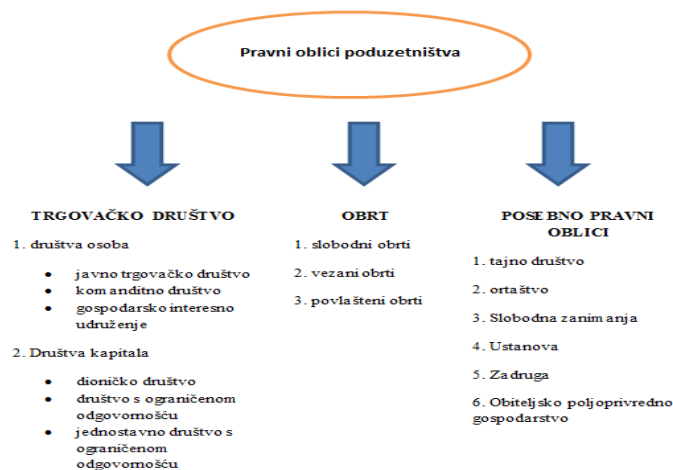 Pravni oblici poduzetništva
TRGOVAČKO DRUŠTVO
1. društva osoba
• javno trgovačko društvo
• komanditno društvo
• gospodarsko interesno
udruženje
2. Društva kapitala
• dioničko društvo
• društvo s ograničenom
odgovornošću
• jednostavno društvo s
ograničenom
odgovornošću
OBRT
1. slobodni obrti
2. vezani obrti
3. povlašteni obrti
POSEBNO PRAVNI
OBLICI
1. tajno društvo
2. ortaštvo
3. Slobodna zanimanja
4. Ustanova
5. Zadruga
6. Obiteljsko poljoprivredno
gospodarstvo